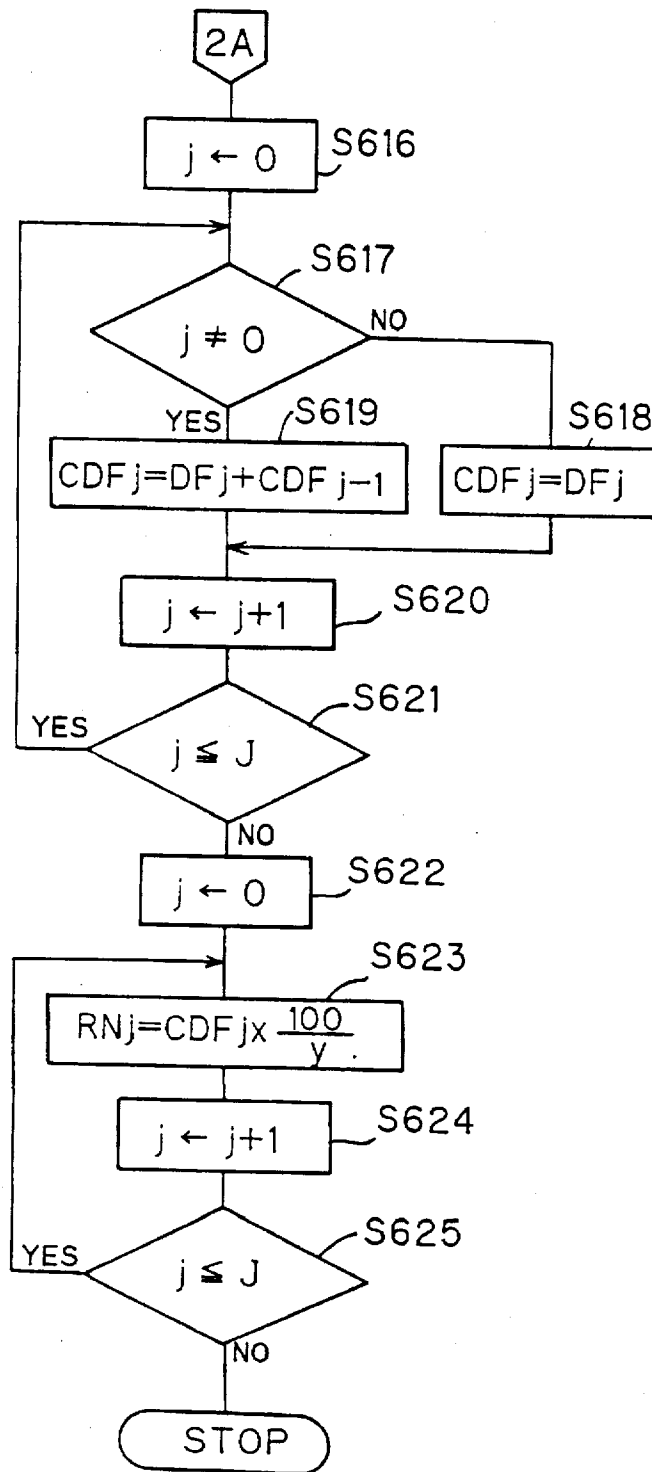 2A
S616
j ← 0
S617
j ≠ 0
NO
YES
S619
S618
CDFj=DFj+CDF j-1
CDFj=DFj
S620
j ← j+1
S621
YES
j ≦ J
NO
S622
j ← 0
S623
RNj=CDFjx 100/y
S624
j ← j+1
S625
YES
j ≦ J
NO
STOP